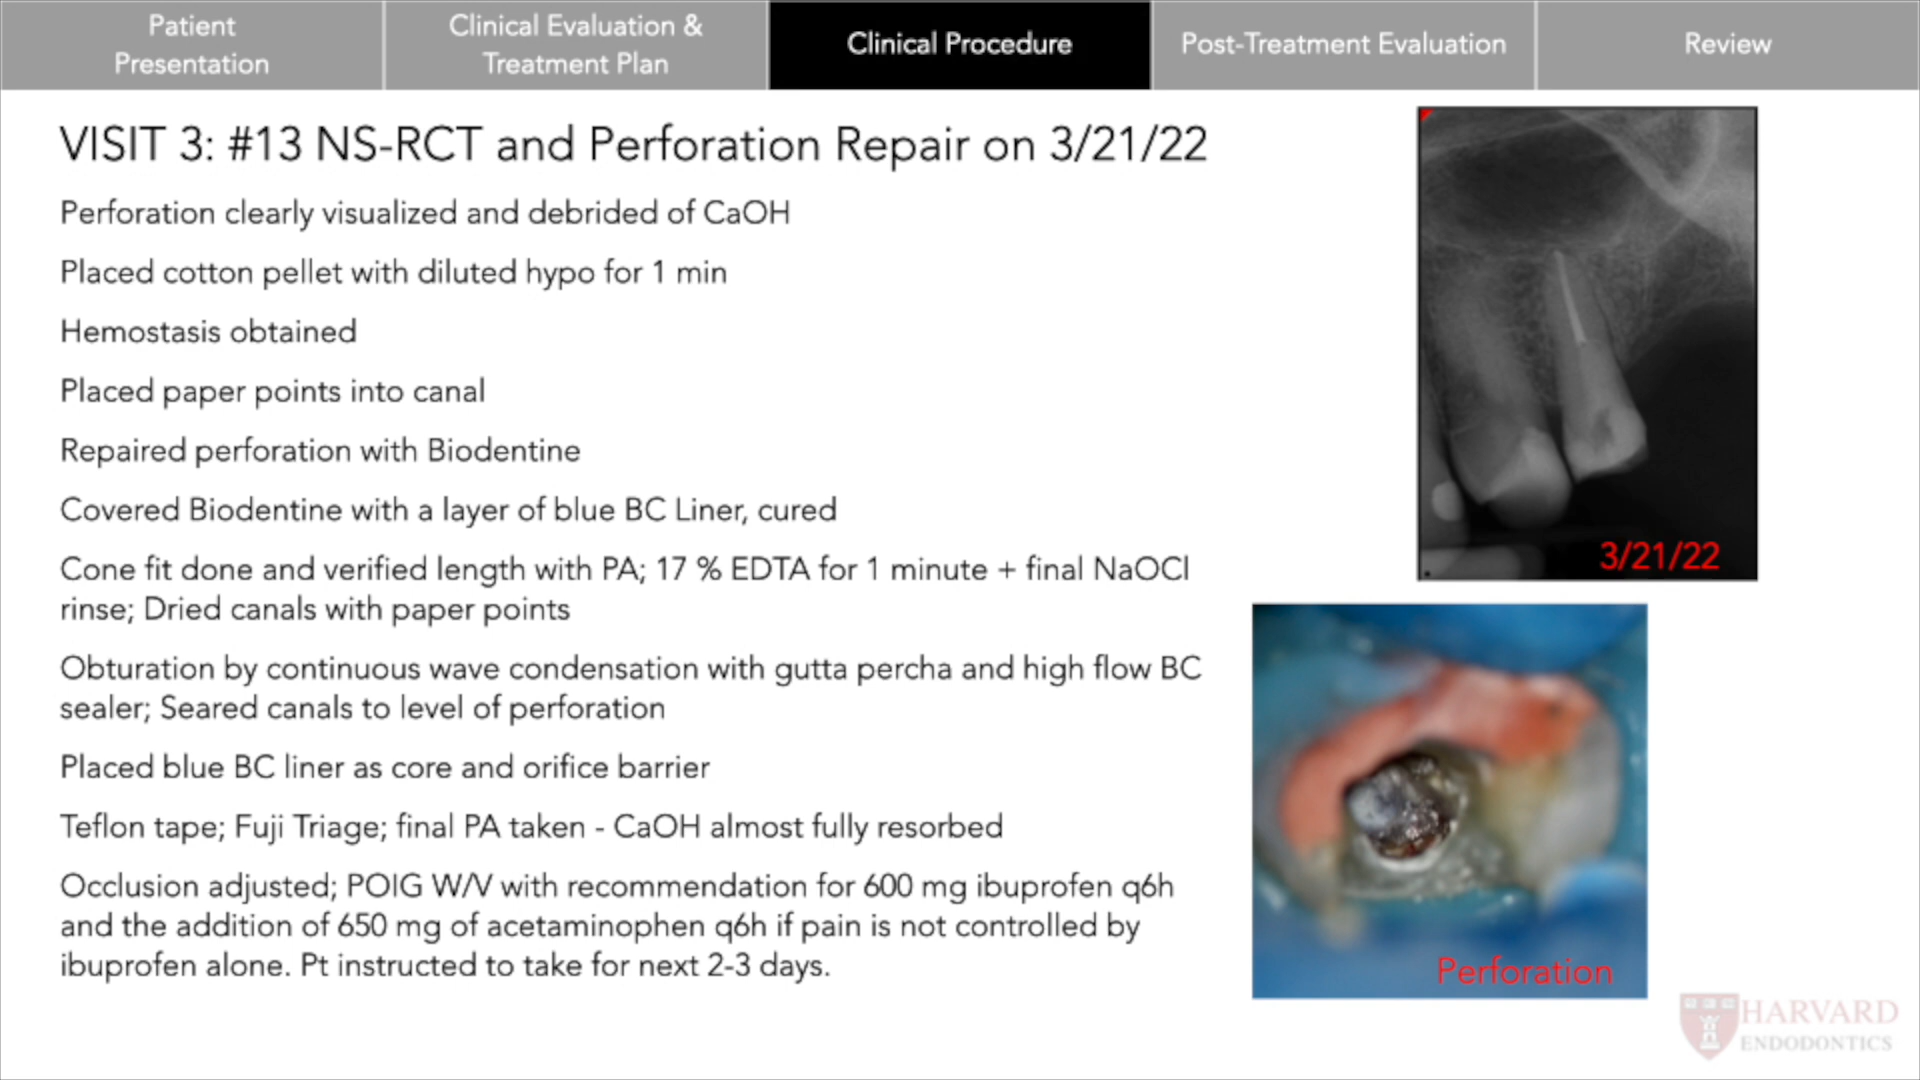 Patient
Presentation
Clinical Evaluation &
Treatment Plan
Clinical Procedure
Post-Treatment Evaluation
Review
VISIT 3: #13 NS-RCT and Perforation Repair on 3/21/22
Perforation clearly visualized and debrided of CaOH
Placed cotton pellet with diluted hypo for 1 min
Hemostasis obtained
Placed paper points into canal
Repaired perforation with Biodentine
Covered Biodentine with a layer of blue BC Liner, cured
Cone fit done and verified length with PA; 17 % EDTA for 1 minute + final NaOCl
rinse; Dried canals with paper points
Obturation by continuous wave condensation with gutta percha and high flow BC
sealer; Seared canals to level of perforation
Placed blue BC liner as core and orifice barrier
Teflon tape; Fuji Triage; final PA taken - CaOH almost fully resorbed
Occlusion adjusted; POIG W/V with recommendation for 600 mg ibuprofen q6h
and the addition of 650 mg of acetaminophen q6h if pain is not controlled by
ibuprofen alone. Pt instructed to take for next 2-3 days.
3/21/22
Perforation
HARVARD
ENDODONTICS